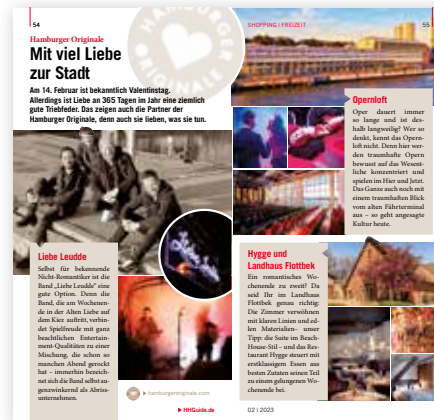 54
SHOPPING | FREIZEIT
55
HAMBURGER
ORIGINALE
Hamburger Originale
Mit viel Liebe
zur Stadt
Am 14. Februar ist bekanntlich Valentinstag.
Allerdings ist Liebe an 365 Tagen im Jahr eine ziemlich
gute Triebfeder. Das zeigen auch die Partner der
Hamburger Originale, denn auch sie lieben, was sie tun.
Liebe Leudde
Selbst für bekennende
Nicht-Romantiker ist die
Band „Liebe Leudde" eine
gute Option. Denn die
Band, die am Wochenen-
de in der Alten Liebe auf
dem Kiez auftritt, verbin-
det Spielfreude mit ganz
beachtlichen Entertain-
ment-Qualitäten zu einer
Mischung, die schon so
manchen Abend gerockt
hat – immerhin bezeich-
net sich die Band selbst au-
genzwinkernd als Abriss-
unternehmen.
hamburgeroriginale.com
HHGuide.de
Opernloft
Oper dauert immer
so lange und ist des-
halb langweilig? Wer so
denkt, kennt das Opern-
loft nicht. Denn hier wer-
den traumhafte Opern
bewusst auf das Wesent-
liche konzentriert und
spielen im Hier und Jetzt.
Das Ganze auch noch mit
einem traumhaften Blick
vom alten Fährterminal
aus – so geht angesagte
Kultur heute.
Hygge und
Landhaus Flottbek
Ein romantisches Wo-
chenende zu zweit? Da
seid Ihr im Landhaus
Flottbek genau richtig:
Die Zimmer verwöhnen
mit klaren Linien und ed-
len Materialien– unser
Tipp: die Suite im Beach-
House-Stil – und das Res-
taurant Hygge steuert mit
erstklassigem Essen aus
besten Zutaten seinen Teil
zu einem gelungenen Wo-
chenende bei.
02 | 2023